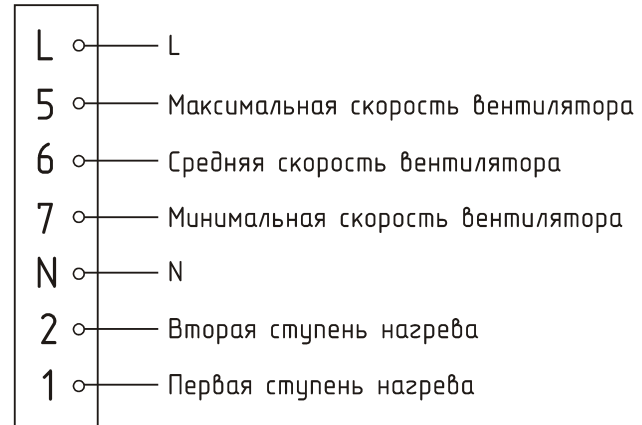 L L
5 Максимальная скорость вентилятора
6 Средняя скорость вентилятора
7 Минимальная скорость вентилятора
N N
2 Вторая ступень нагрева
1 Первая ступень нагрева